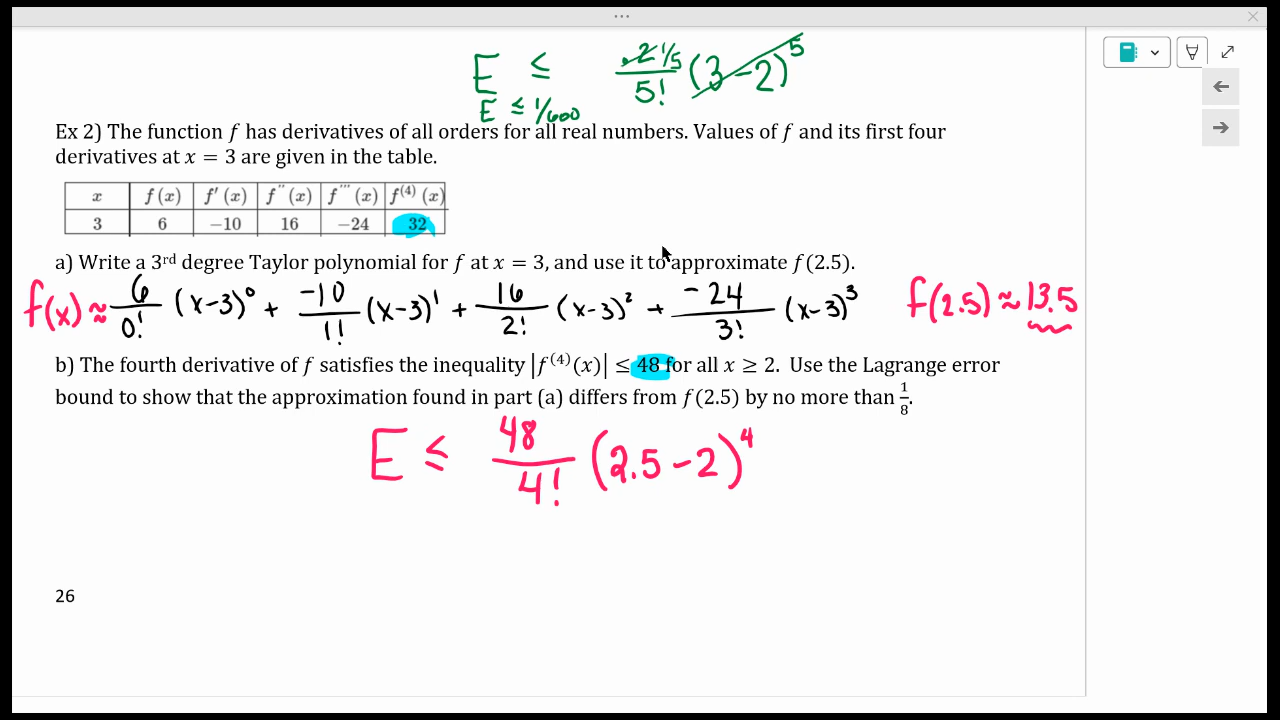 E ≤ .2 1/5 / 5! (3-2)^5
E ≤ 1/600
Ex 2) The function f has derivatives of all orders for all real numbers. Values of f and its first four
derivatives at x = 3 are given in the table.
x f(x) f′(x) f″(x) f‴(x) f⁽⁴⁾(x)
3 6 −10 16 −24 32
a) Write a 3rd degree Taylor polynomial for f at x = 3, and use it to approximate f(2.5).
f(x) ≈ 6/0! (x-3)^0 + -10/1! (x-3)^1 + 16/2! (x-3)^2 + -24/3! (x-3)^3 f(2.5) ≈ 13.5
b) The fourth derivative of f satisfies the inequality |f⁽⁴⁾(x)| ≤ 48 for all x ≥ 2. Use the Lagrange error
bound to show that the approximation found in part (a) differs from f(2.5) by no more than 1/8.
E ≤ 48/4! (2.5-2)^4
26